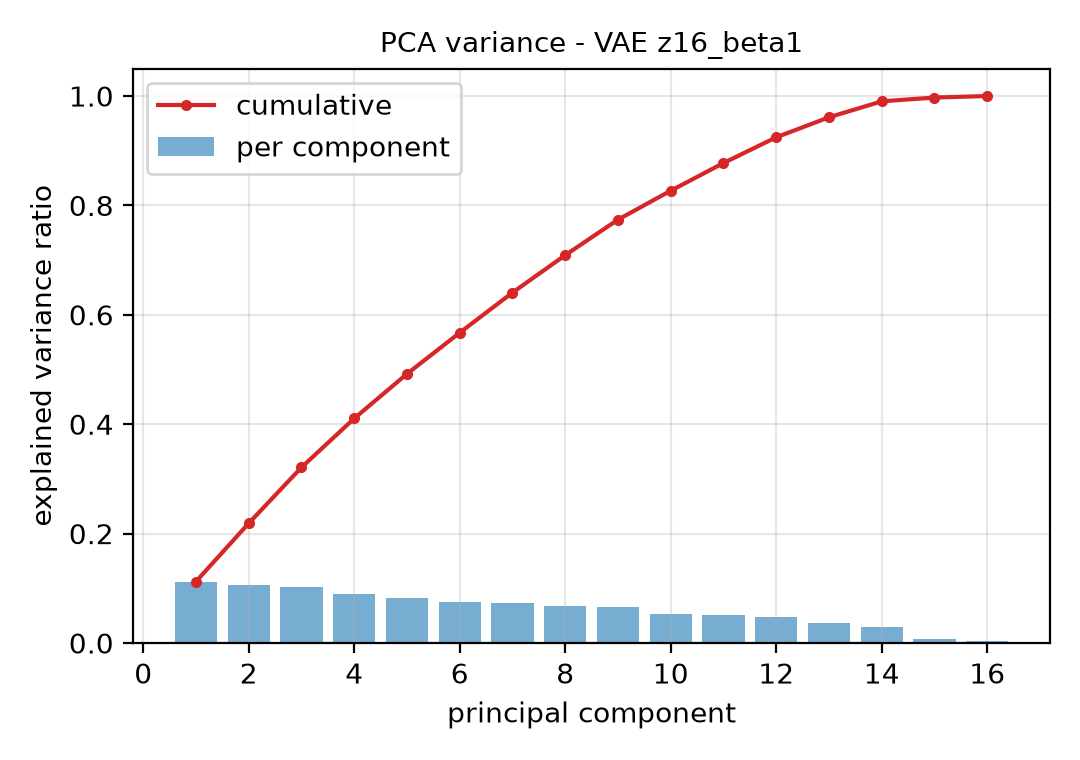 PCA variance - VAE z16_beta1
cumulative
per component
explained variance ratio
1.0
0.8
0.6
0.4
0.2
0.0
0 2 4 6 8 10 12 14 16
principal component